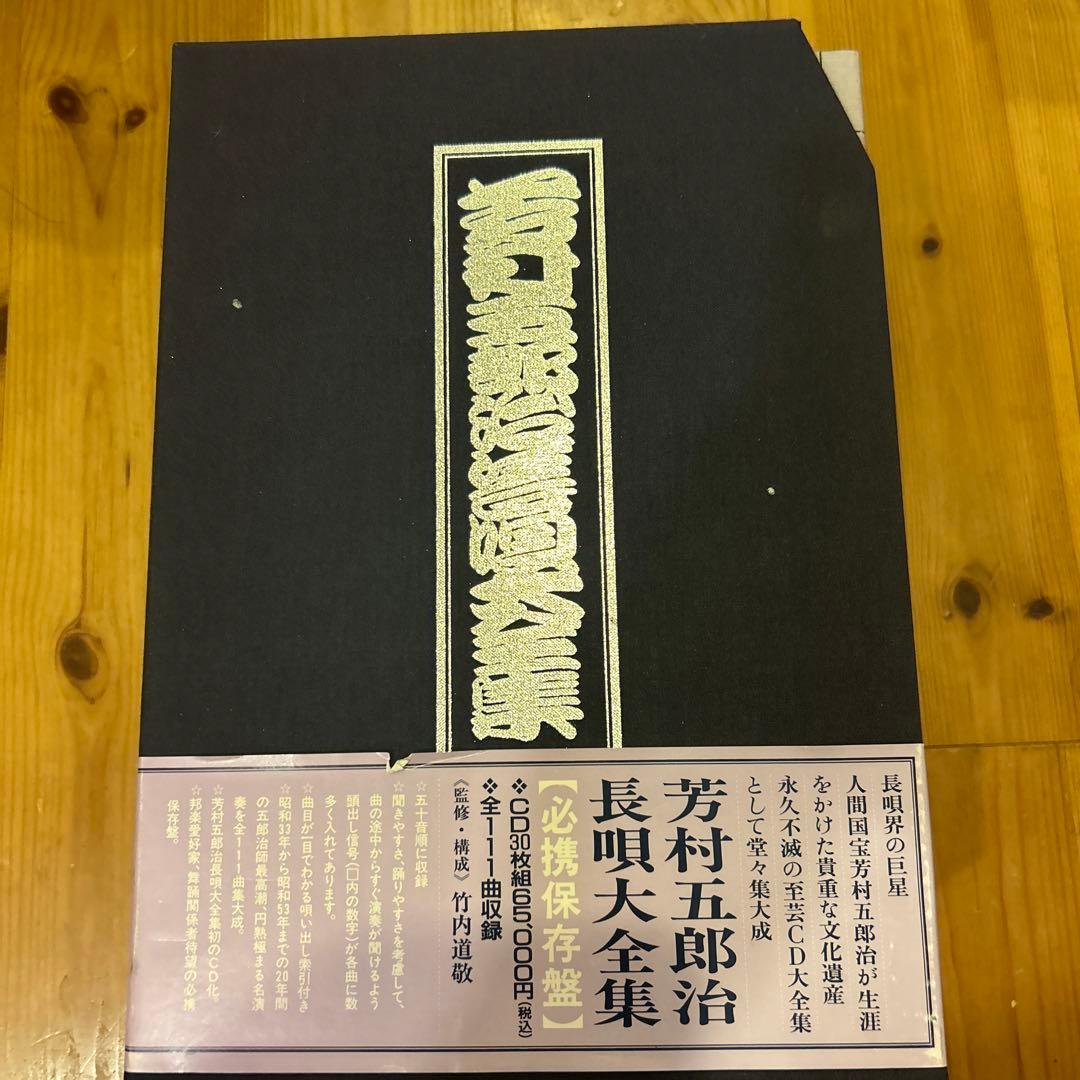 芳村五郎治長唄大全集
長唄界の巨星
人間国宝芳村五郎治が生涯
をかけた貴重な文化遺産
永久不滅の至芸CD大全集
として堂々集大成
芳村五郎治
長唄大全集
【必携保存盤】
❖CD30枚組65,000円(税込)
❖全111曲収録
《監修・構成》竹内道敬
☆五十音順に収録
☆聞きやすさ、踊りやすさを考慮して、
曲の途中からすぐ演奏が聞けるよう
頭出し信号(□内の数字)が各曲に数
多く入れてあります。
☆曲目が一目でわかる唄い出し索引付き
☆昭和33年から昭和53年までの20年間
の五郎治師最高潮、円熟極まる名演
奏を全111曲集大成。
☆芳村五郎治長唄大全集初のCD化。
☆邦楽愛好家、舞踊関係者待望の必携
保存盤。